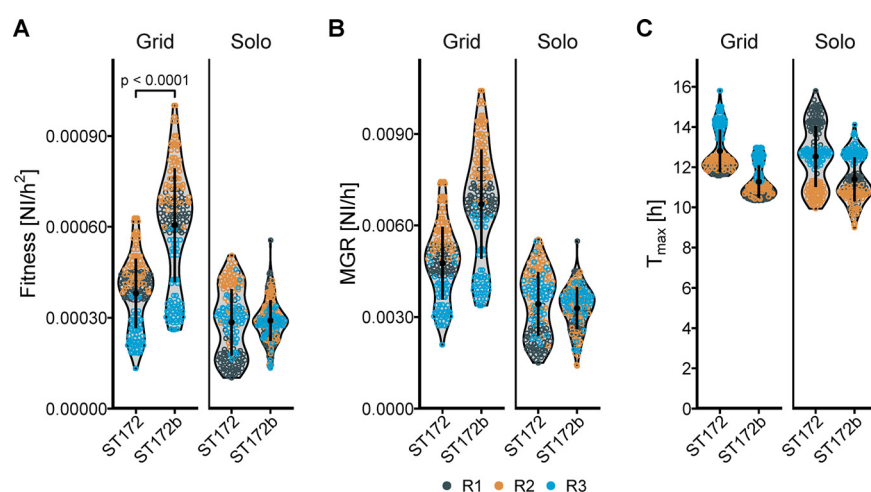 A
Grid Solo
p < 0.0001
Fitness [NI/h²]
0.00090
0.00060
0.00030
0.00000
ST172 ST172b ST172 ST172b
B
Grid Solo
MGR [NI/h]
0.0090
0.0060
0.0030
0.0000
ST172 ST172b ST172 ST172b
C
Grid Solo
Tmax [h]
16
14
12
10
8
6
4
2
0
ST172 ST172b ST172 ST172b
R1 R2 R3